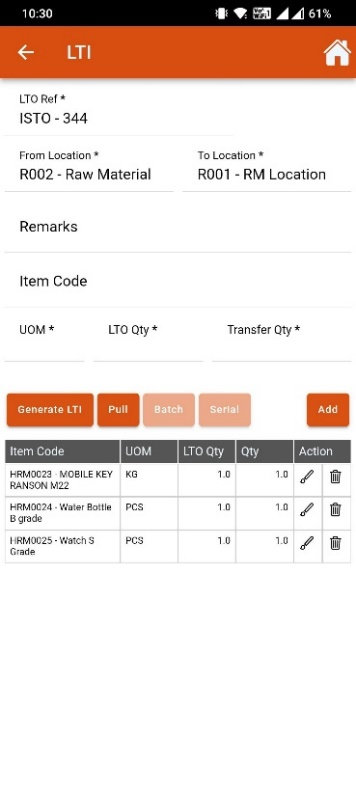 10:30
61%
LTI
LTO Ref *
ISTO - 344
From Location * To Location *
R002 - Raw Material R001 - RM Location
Remarks
Item Code
UOM * LTO Qty * Transfer Qty *
Generate LTI Pull Batch Serial Add
Item Code UOM LTO Qty Qty Action
HRM0023 - MOBILE KEY KG 1.0 1.0
RANSON M22
HRM0024 - Water Bottle PCS 1.0 1.0
B grade
HRM0025 - Watch S PCS 1.0 1.0
Grade